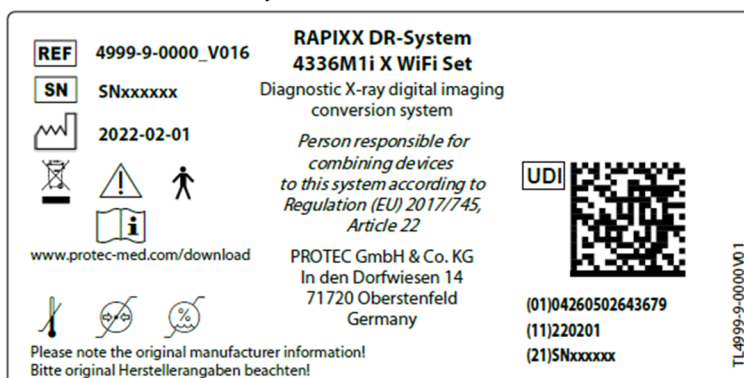 REF 4999-9-0000_V016
SN SNxxxxxx
2022-02-01
www.protec-med.com/download
Please note the original manufacturer information!
Bitte original Herstellerangaben beachten!
RAPIXX DR-System
4336M1i X WiFi Set
Diagnostic X-ray digital imaging
conversion system
Person responsible for
combining devices
to this system according to
Regulation (EU) 2017/745,
Article 22
PROTEC GmbH & Co. KG
In den Dorfwiesen 14
71720 Oberstenfeld
Germany
UDI
(01)04260502643679
(11)220201
(21)SNxxxxxx
TL4999-9-0000V01